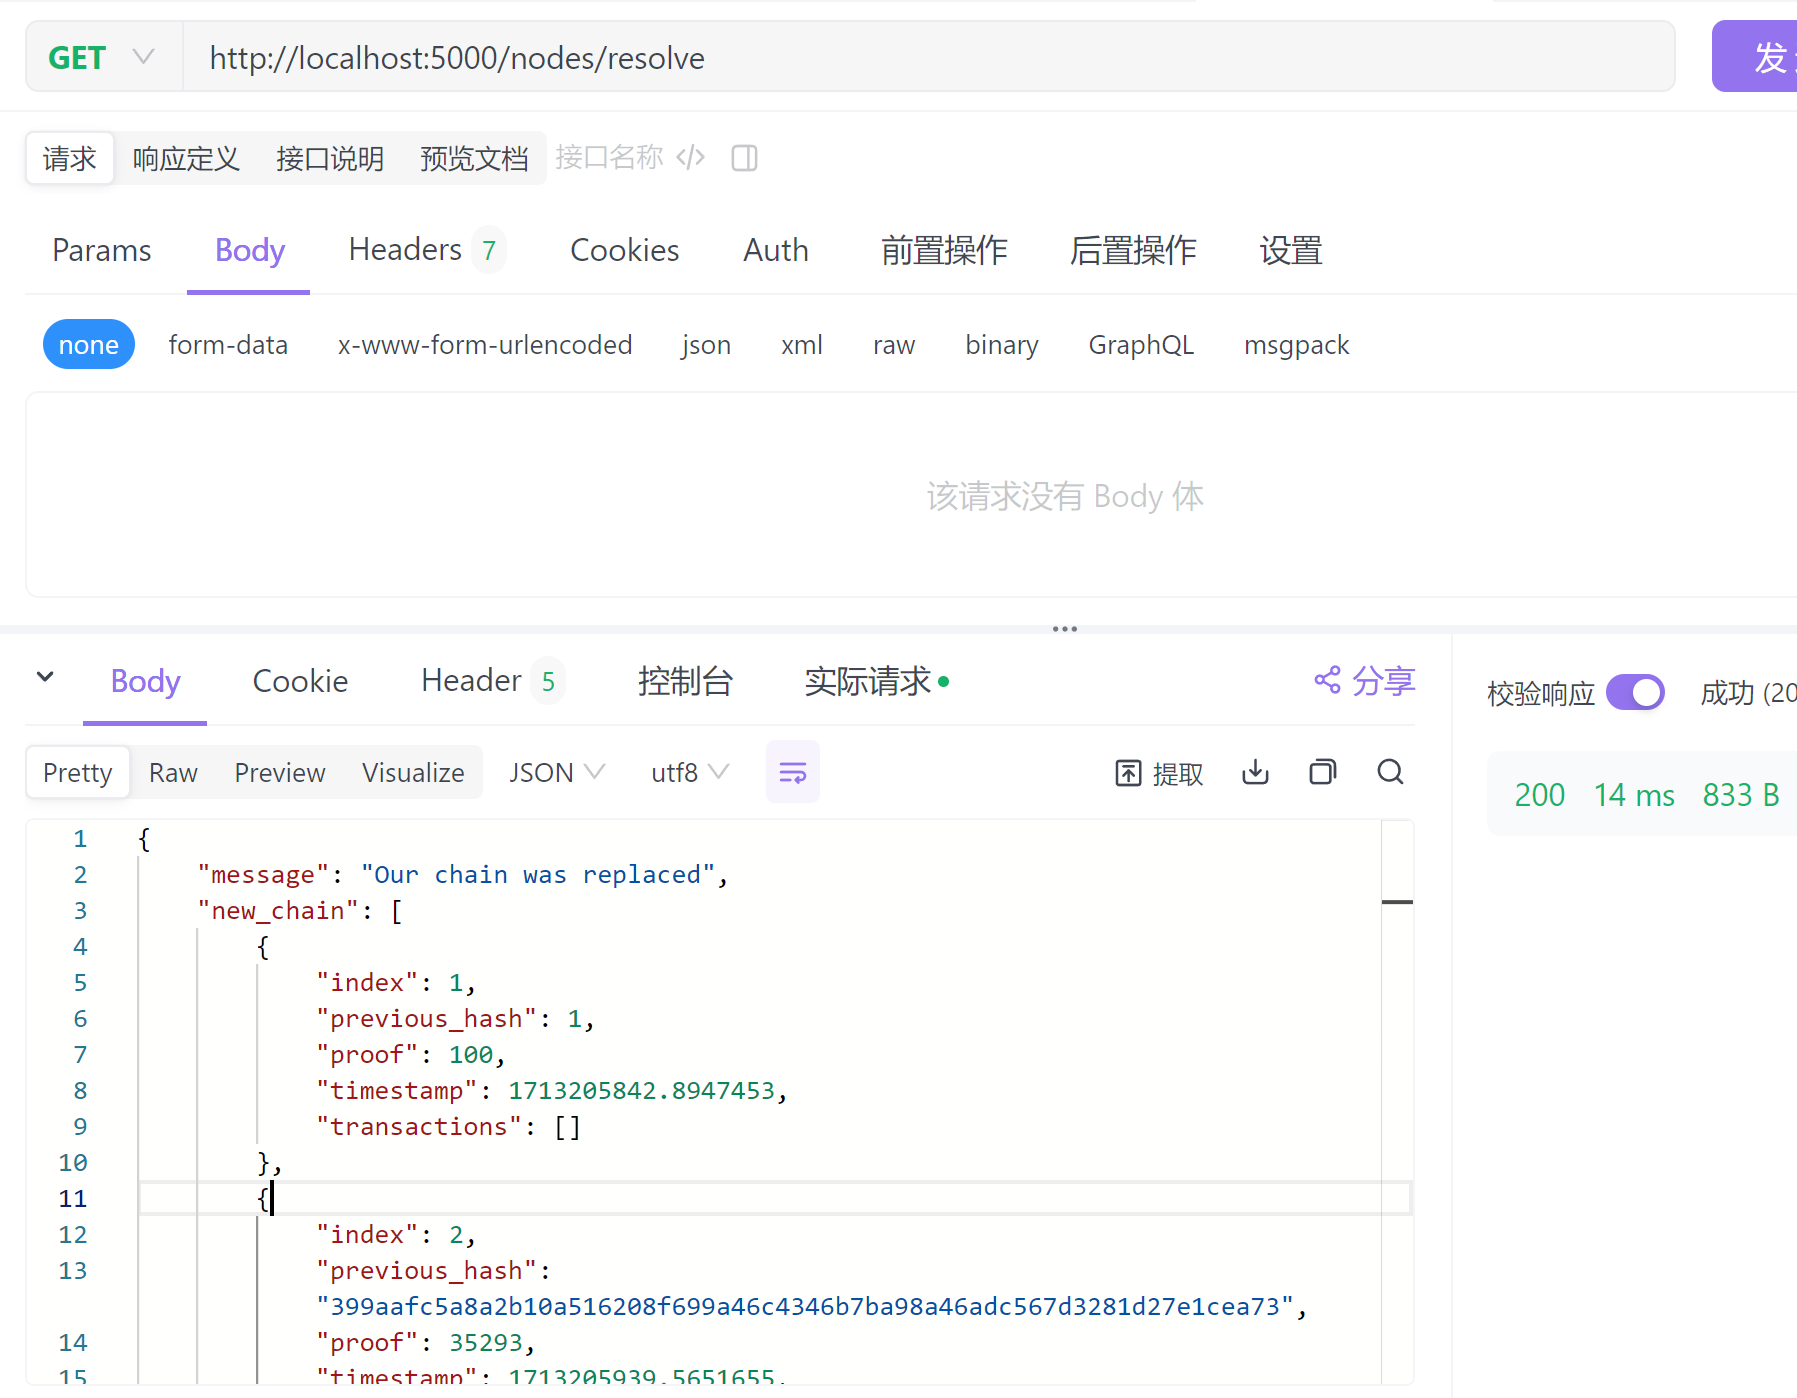 GET http://localhost:5000/nodes/resolve 发
请求 响应定义 接口说明 预览文档 接口名称
Params Body Headers 7 Cookies Auth 前置操作 后置操作 设置
none form-data x-www-form-urlencoded json xml raw binary GraphQL msgpack
该请求没有 Body 体
Body Cookie Header 5 控制台 实际请求 分享
校验响应 成功 (20
Pretty Raw Preview Visualize JSON utf8 提取
200 14 ms 833 B
1 {
2 "message": "Our chain was replaced",
3 "new_chain": [
4 {
5 "index": 1,
6 "previous_hash": 1,
7 "proof": 100,
8 "timestamp": 1713205842.8947453,
9 "transactions": []
10 },
11 {
12 "index": 2,
13 "previous_hash":
"399aafc5a8a2b10a516208f699a46c4346b7ba98a46adc567d3281d27e1cea73",
14 "proof": 35293,
15 "timestamp": 1713205939.5651655,